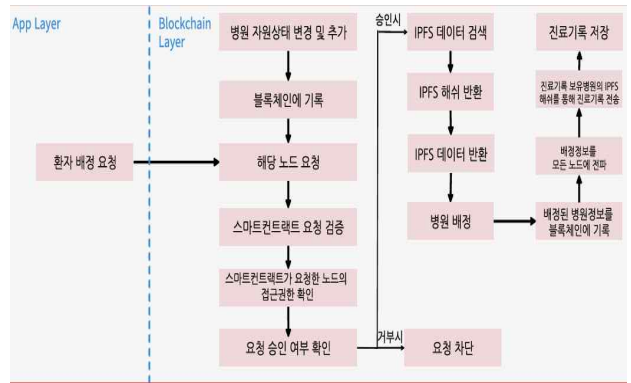 App Layer
Blockchain
Layer
병원 자원상태 변경 및 추가
블록체인에 기록
환자 배정 요청
해당 노드 요청
스마트컨트랙트 요청 검증
스마트컨트랙트가 요청한 노드의
접근권한 확인
요청 승인 여부 확인
승인시
거부시
요청 차단
IPFS 데이터 검색
IPFS 해쉬 반환
IPFS 데이터 반환
병원 배정
배정된 병원정보를
블록체인에 기록
배정정보를
모든 노드에 전파
진료기록 보유병원의 IPFS
해쉬를 통해 진료기록 전송
진료기록 저장